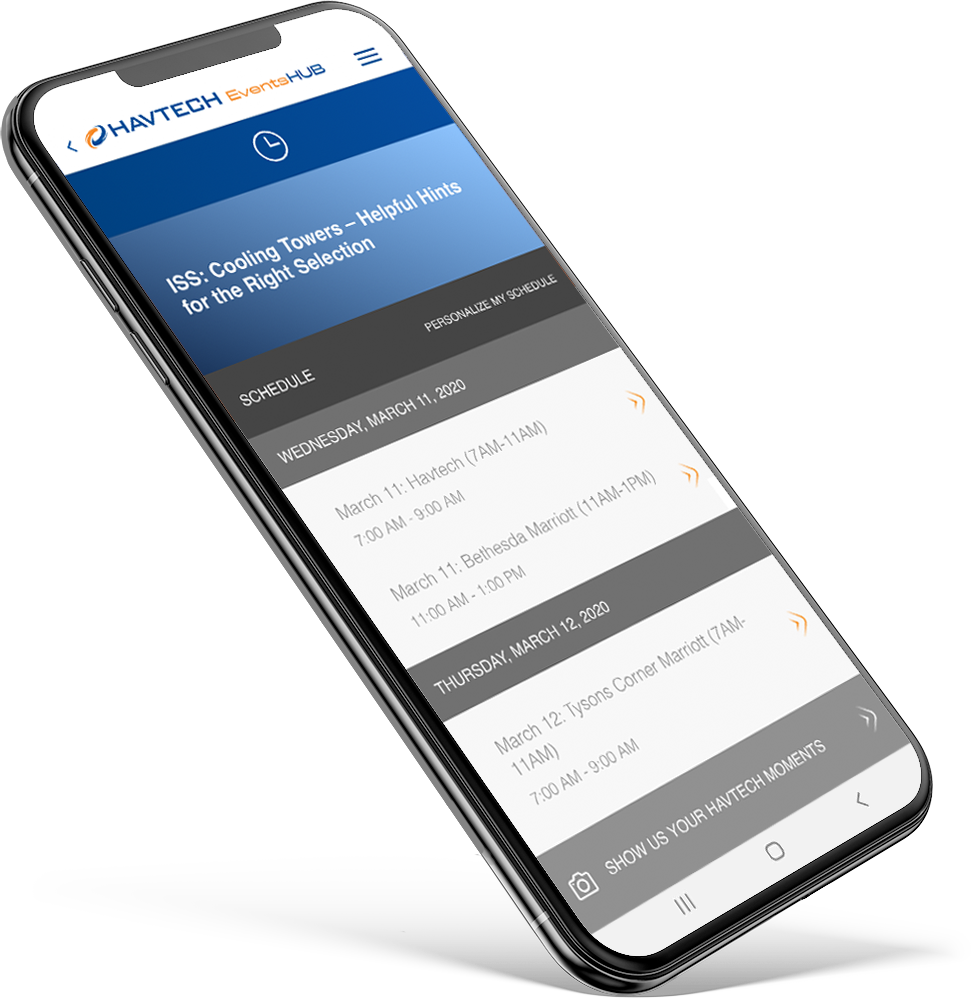 HAVTECH EventsHUB
ISS: Cooling Towers – Helpful Hints
for the Right Selection
PERSONALIZE MY SCHEDULE
SCHEDULE
WEDNESDAY, MARCH 11, 2020
March 11: Havtech (7AM-11AM)
7:00 AM - 9:00 AM
March 11: Bethesda Marriott (11AM-1PM)
11:00 AM - 1:00 PM
THURSDAY, MARCH 12, 2020
March 12: Tysons Corner Marriott (7AM-
11AM)
7:00 AM - 9:00 AM
SHOW US YOUR HAVTECH MOMENTS